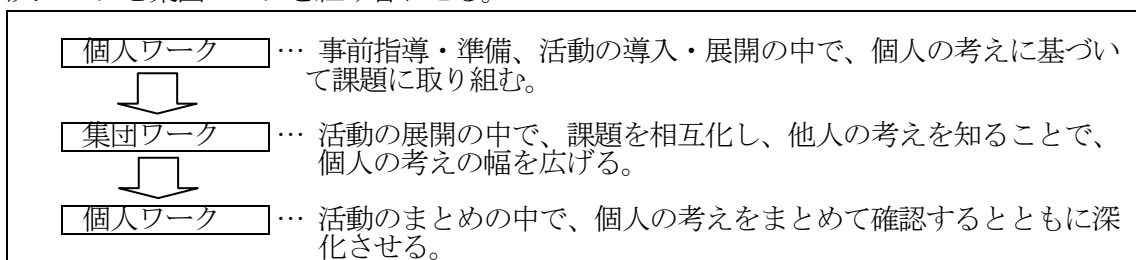 個人ワーク … 事前指導・準備、活動の導入・展開の中で、個人の考えに基づい
て課題に取り組む。
集団ワーク … 活動の展開の中で、課題を相互化し、他人の考えを知ることで、
個人の考えの幅を広げる。
個人ワーク … 活動のまとめの中で、個人の考えをまとめて確認するとともに深
化させる。